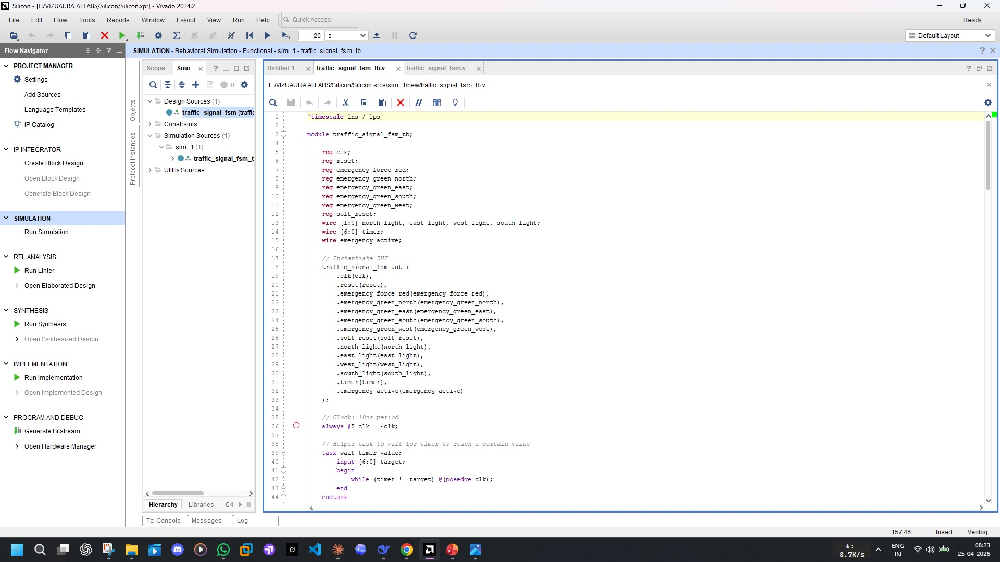 Silicon - [E:/VIZUAURA AI LABS/Silicon/Silicon.xpr] - Vivado 2024.2
File Edit Flow Tools Reports Window Layout View Run Help Quick Access Ready
20 s Default Layout
Flow Navigator
SIMULATION - Behavioral Simulation - Functional - sim_1 - traffic_signal_fsm_tb
PROJECT MANAGER
Settings
Add Sources
Language Templates
IP Catalog
IP INTEGRATOR
Create Block Design
Open Block Design
Generate Block Design
SIMULATION
Run Simulation
RTL ANALYSIS
Run Linter
Open Elaborated Design
SYNTHESIS
Run Synthesis
Open Synthesized Design
IMPLEMENTATION
Run Implementation
Open Implemented Design
PROGRAM AND DEBUG
Generate Bitstream
Open Hardware Manager
Objects
Protocol Instances
Scope Sour
0
Design Sources (1)
traffic_signal_fsm (traffic
Constraints
Simulation Sources (1)
sim_1 (1)
traffic_signal_fsm_t
Utility Sources
Hierarchy Libraries C
Untitled 1 traffic_signal_fsm_tb.v traffic_signal_fsm.v
E:/VIZUAURA AI LABS/Silicon/Silicon.srcs/sim_1/new/traffic_signal_fsm_tb.v
1 `timescale 1ns / 1ps
2
3 module traffic_signal_fsm_tb;
4
5 reg clk;
6 reg reset;
7 reg emergency_force_red;
8 reg emergency_green_north;
9 reg emergency_green_east;
10 reg emergency_green_south;
11 reg emergency_green_west;
12 reg soft_reset;
13 wire [1:0] north_light, east_light, west_light, south_light;
14 wire [6:0] timer;
15 wire emergency_active;
16
17 // Instantiate DUT
18 traffic_signal_fsm uut (
19 .clk(clk),
20 .reset(reset),
21 .emergency_force_red(emergency_force_red),
22 .emergency_green_north(emergency_green_north),
23 .emergency_green_east(emergency_green_east),
24 .emergency_green_south(emergency_green_south),
25 .emergency_green_west(emergency_green_west),
26 .soft_reset(soft_reset),
27 .north_light(north_light),
28 .east_light(east_light),
29 .west_light(west_light),
30 .south_light(south_light),
31 .timer(timer),
32 .emergency_active(emergency_active)
33 );
34
35 // Clock: 10ns period
36 always #5 clk = ~clk;
37
38 // Helper task to wait for timer to reach a certain value
39 task wait_timer_value;
40 input [6:0] target;
41 begin
42 while (timer != target) @(posedge clk);
43 end
44 endtask
Tcl Console Messages Log
157:46 Insert Verilog
8.7K/s
ENG
IN
08:23
25-04-2026